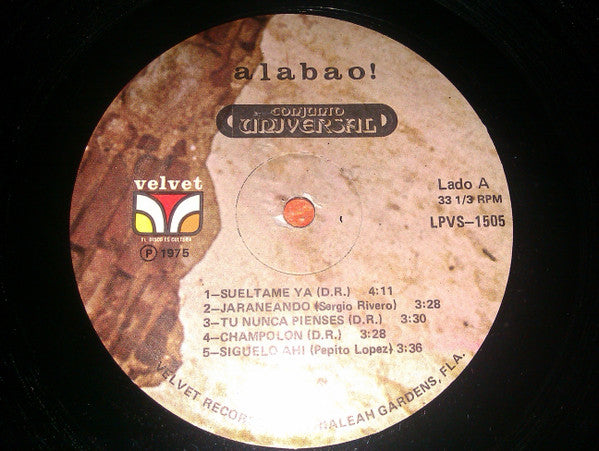 alabao!
CONJUNTO
UNIVERSAL
velvet
EL DISCO ES CULTURA
Ⓟ 1975
Lado A
33 1/3 RPM
LPVS-1505
1-SUELTAME YA (D.R.) 4:11
2-JARANEANDO (Sergio Rivero) 3:28
3-TU NUNCA PIENSES (D.R.) 3:30
4-CHAMPOLON (D.R.) 3:28
5-SIGUELO AHI (Pepito Lopez) 3:36
VELVET RECOR ALEAH GARDENS, FLA.